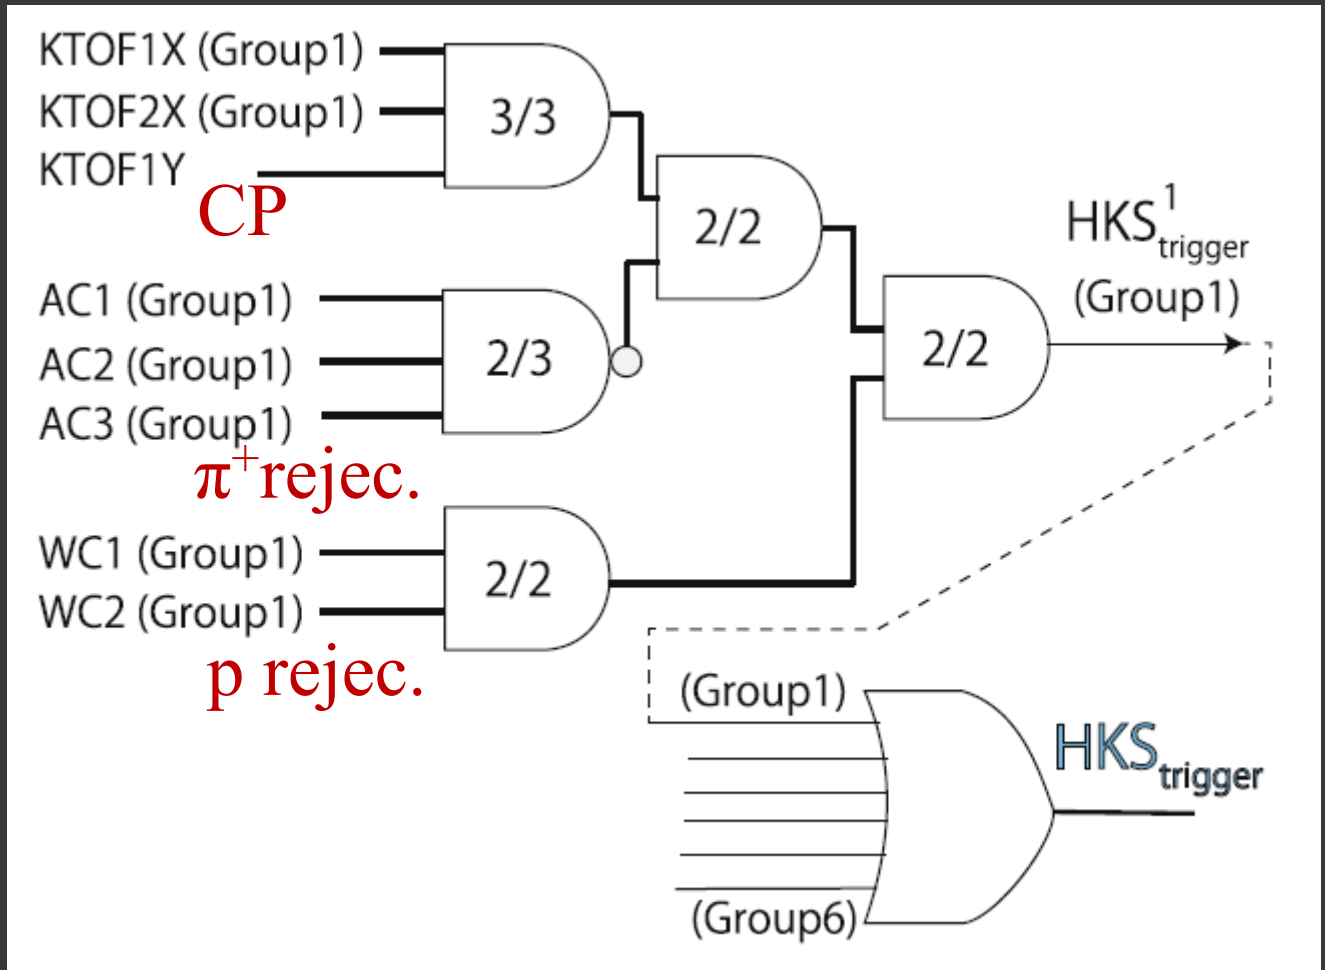 KTOF1X (Group1)
KTOF2X (Group1)
KTOF1Y
CP
3/3
2/2
AC1 (Group1)
AC2 (Group1)
AC3 (Group1)
π+rejec.
2/3
2/2
HKS1trigger
(Group1)
WC1 (Group1)
WC2 (Group1)
p rejec.
2/2
(Group1)
(Group6)
HKStrigger